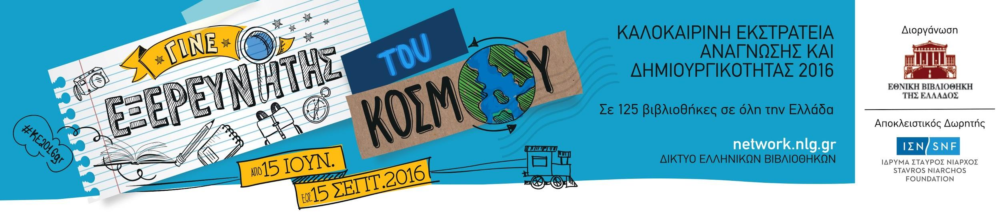 ΓΙΝΕ
ΕΞΕΡΕΥΝΗΤΗΣ
ΤΟΥ
ΚΟΣΜΟΥ
#ΚΕ2016gr
ΑΠΟ 15 ΙΟΥΝ.
ΕΩΣ 15 ΣΕΠΤ. 2016
N
E
S
W
ΚΑΛΟΚΑΙΡΙΝΗ ΕΚΣΤΡΑΤΕΙΑ
ΑΝΑΓΝΩΣΗΣ ΚΑΙ
ΔΗΜΙΟΥΡΓΙΚΟΤΗΤΑΣ 2016
Σε 125 βιβλιοθήκες σε όλη την Ελλάδα
network.nlg.gr
ΔΙΚΤΥΟ ΕΛΛΗΝΙΚΩΝ ΒΙΒΛΙΟΘΗΚΩΝ
Διοργάνωση
ΕΘΝΙΚΗ ΒΙΒΛΙΟΘΗΚΗ
ΤΗΣ ΕΛΛΑΔΟΣ
Αποκλειστικός Δωρητής
ΙΣΝ SNF
ΙΔΡΥΜΑ ΣΤΑΥΡΟΣ ΝΙΑΡΧΟΣ
STAVROS NIARCHOS
FOUNDATION